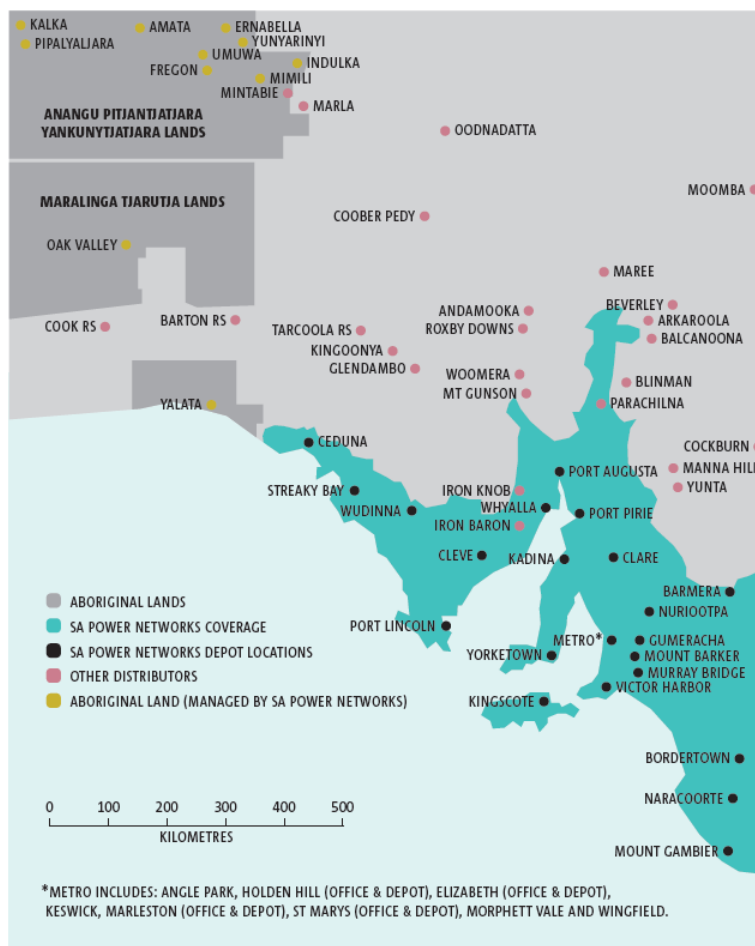 KALKA
AMATA
ERNABELLA
PIPALYALJARA
YUNYARINYI
UMUWA
FREGON
INDULKA
MIMILI
MINTABIE
MARLA
ANANGU PITJANTJATJARA
YANKUNYTJATJARA LANDS
OODNADATTA
MARALINGA TJARUTJA LANDS
MOOMBA
COOBER PEDY
OAK VALLEY
MAREE
BEVERLEY
ANDAMOOKA
ARKAROOLA
COOK RS
BARTON RS
TARCOOLA RS
ROXBY DOWNS
BALCANOONA
KINGOONYA
GLENDAMBO
WOOMERA
BLINMAN
MT GUNSON
YALATA
PARACHILNA
CEDUNA
COCKBURN
PORT AUGUSTA
MANNA HILL
STREAKY BAY
IRON KNOB
YUNTA
WUDINNA
WHYALLA
PORT PIRIE
IRON BARON
CLEVE
KADINA
CLARE
BARMERA
ABORIGINAL LANDS
NURIOOTPA
SA POWER NETWORKS COVERAGE
PORT LINCOLN
METRO*
GUMERACHA
SA POWER NETWORKS DEPOT LOCATIONS
YORKETOWN
MOUNT BARKER
OTHER DISTRIBUTORS
MURRAY BRIDGE
VICTOR HARBOR
ABORIGINAL LAND (MANAGED BY SA POWER NETWORKS)
KINGSCOTE
BORDERTOWN
0 100 200 300 400 500
KILOMETRES
NARACOORTE
MOUNT GAMBIER
*METRO INCLUDES: ANGLE PARK, HOLDEN HILL (OFFICE & DEPOT), ELIZABETH (OFFICE & DEPOT),
KESWICK, MARLESTON (OFFICE & DEPOT), ST MARYS (OFFICE & DEPOT), MORPHETT VALE AND WINGFIELD.